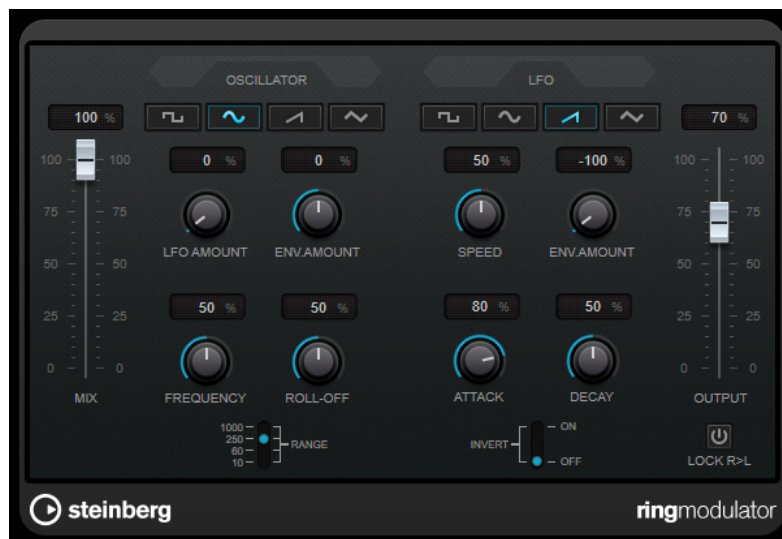 OSCILLATOR LFO
100 % 70 %
0 % 0 % 50 % -100 %
100 100 100 100
75 75 75 75
LFO AMOUNT ENV.AMOUNT SPEED ENV.AMOUNT
50 50 50 50
50 % 50 % 80 % 50 %
25 25 25 25
0 0 0 0
MIX FREQUENCY ROLL-OFF ATTACK DECAY OUTPUT
1000
250
60
10
RANGE
INVERT
ON
OFF
LOCK R>L
steinberg ringmodulator